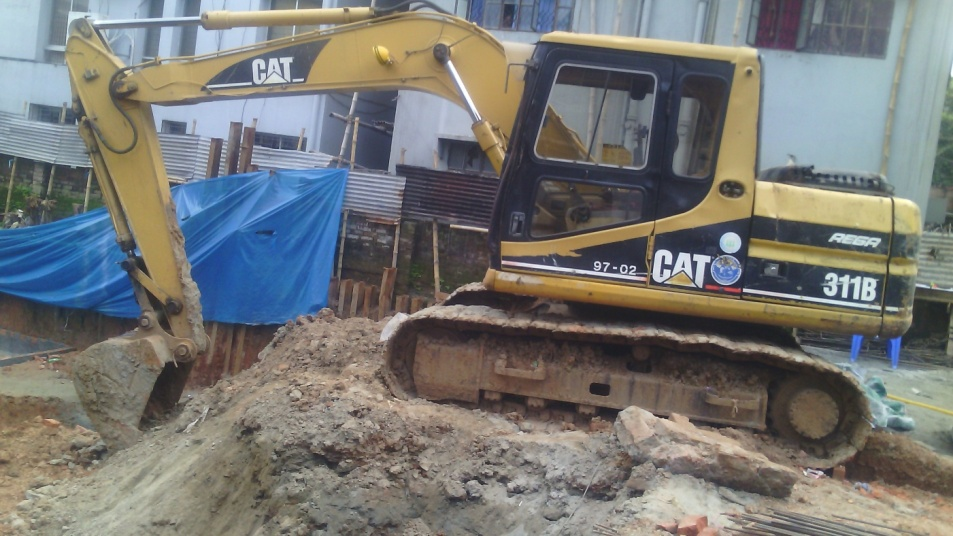 CAT
97-02
CAT
REGA
311B